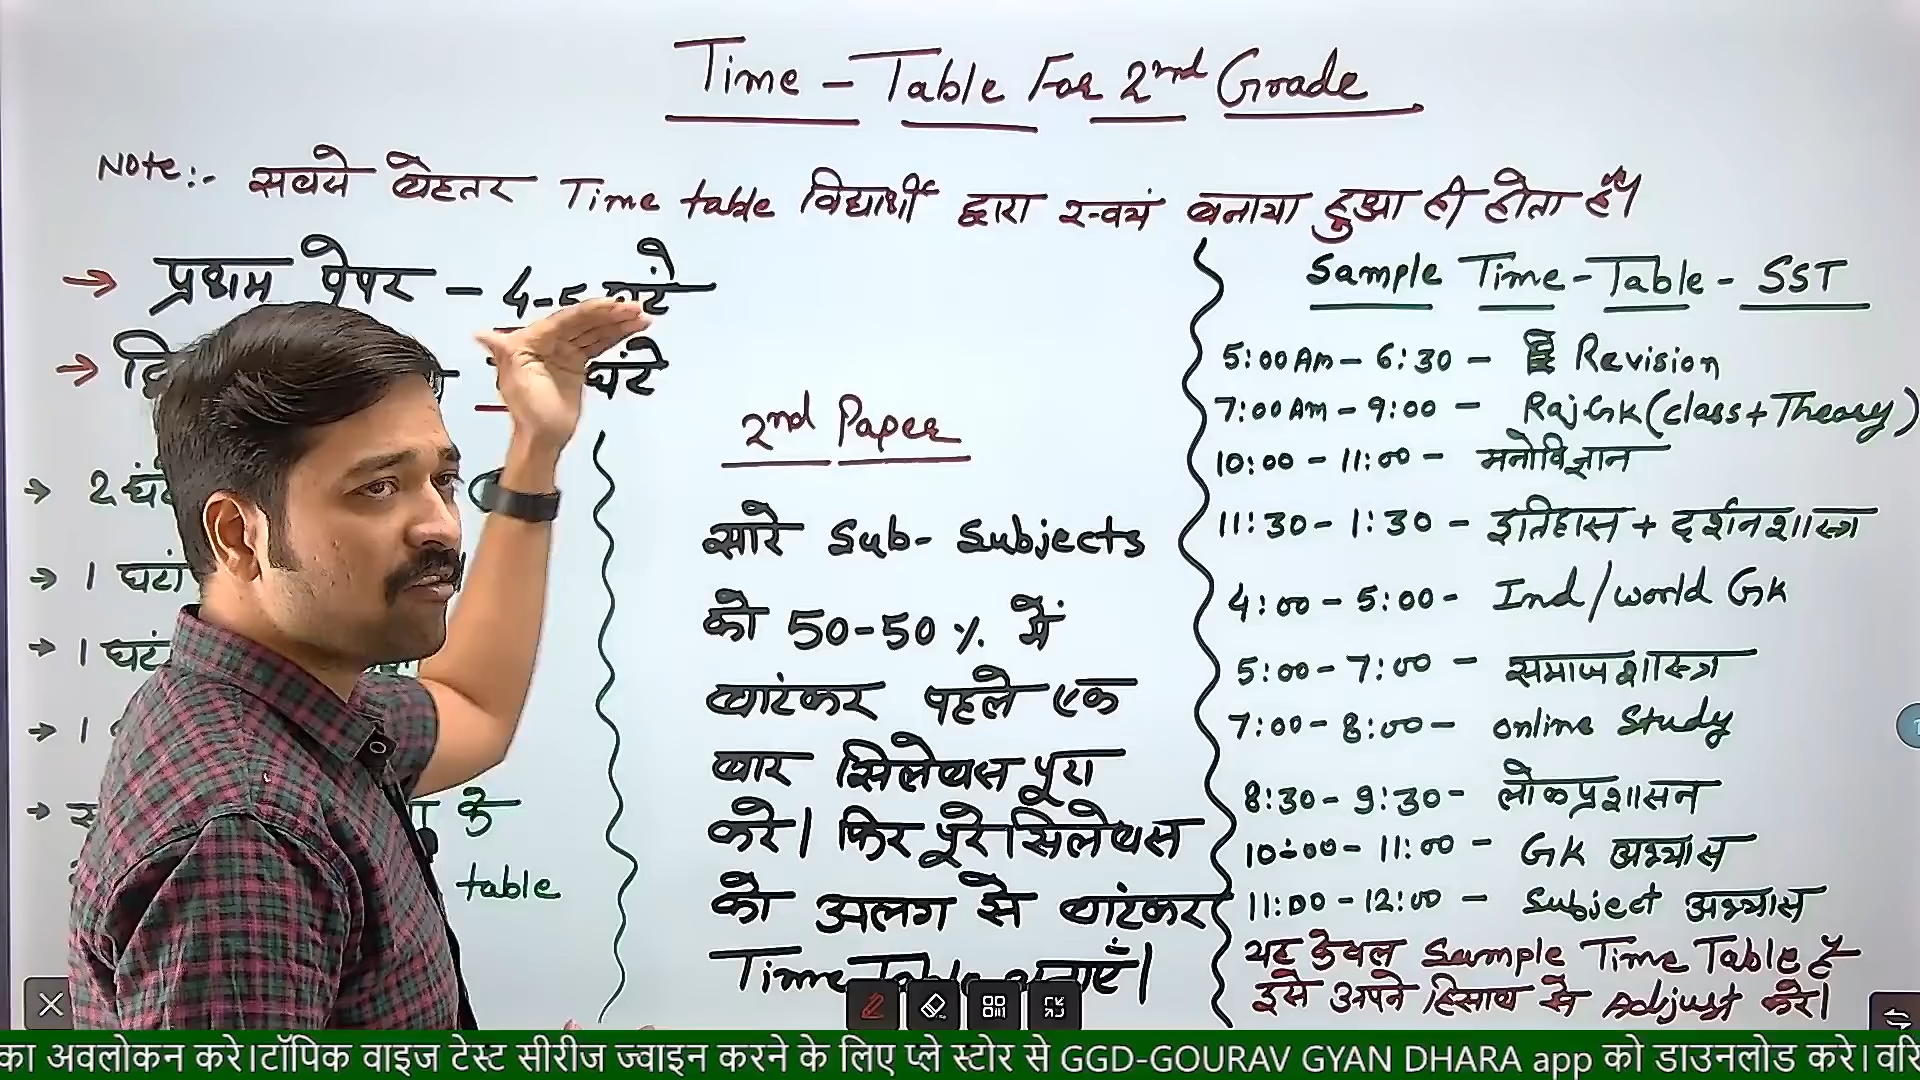 Time - Table For 2nd Grade
Note:- सबसे बेहतर Time table विद्यार्थी द्वारा स्वयं बनाया हुआ ही होता है।
→ प्रथम पेपर - 4-5 घंटे
→ घंटे
→ 2
→ 1 घंटा
→ 1
→ 1
→ के
table
2nd Paper
सारे Sub- Subjects
को 50-50 % में
बांटकर पहले एक
बार सिलेबस पूरा
करे। फिर पूरे सिलेबस
को अलग से बांटकर
Time Table बनाएँ।
Sample Time-Table - SST
5:00 Am - 6:30 - Revision
7:00 Am - 9:00 - Raj Gk (class + Theory)
10:00 - 11:00 - मनोविज्ञान
11:30 - 1:30 - इतिहास + दर्शनशास्त्र
4:00 - 5:00 - Ind/world Gk
5:00 - 7:00 - समाजशास्त्र
7:00 - 8:00 - online Study
8:30 - 9:30 - लोकप्रशासन
10:00 - 11:00 - GK अभ्यास
11:00 - 12:00 - Subject अभ्यास
यह केवल Sample Time Table है
इसे अपने हिसाब से Adjust करे।
का अवलोकन करे।टॉपिक वाइज टेस्ट सीरीज ज्वाइन करने के लिए प्ले स्टोर से GGD-GOURAV GYAN DHARA app को डाउनलोड करे।वरि